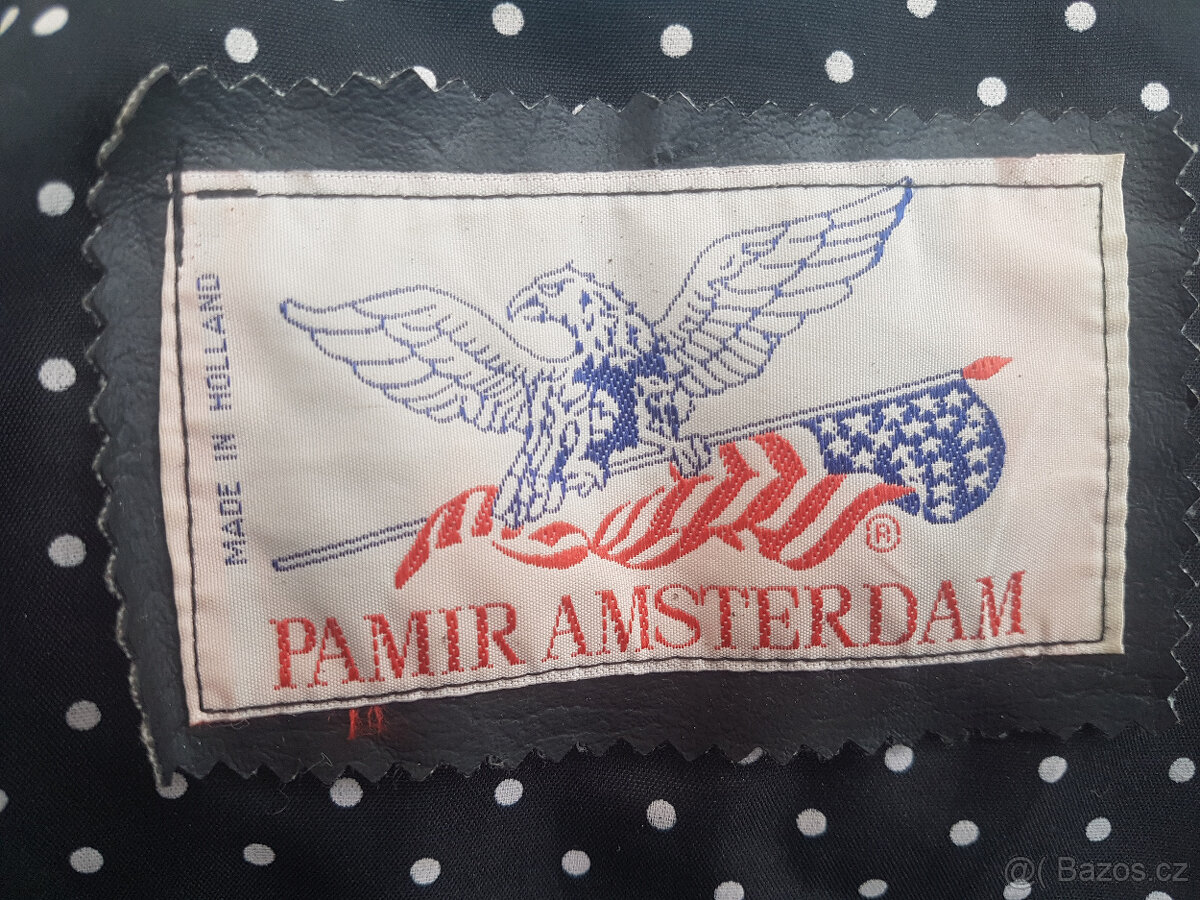 MADE IN HOLLAND
®
PAMIR AMSTERDAM
@( Bazos.cz